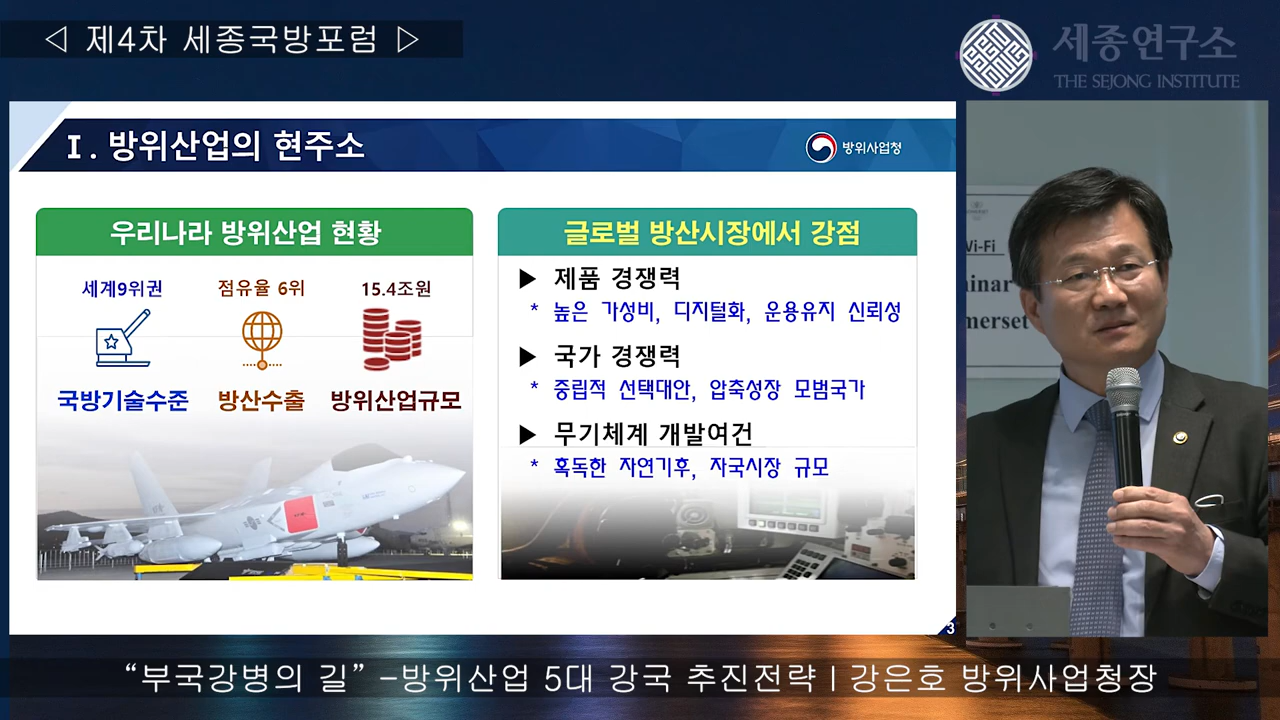 ◁ 제4차 세종국방포럼 ▷
세종연구소
THE SEJONG INSTITUTE
Ⅰ. 방위산업의 현주소
방위사업청
우리나라 방위산업 현황
세계9위권 점유율 6위 15.4조원
국방기술수준 방산수출 방위산업규모
글로벌 방산시장에서 강점
▶ 제품 경쟁력
* 높은 가성비, 디지털화, 운용유지 신뢰성
▶ 국가 경쟁력
* 중립적 선택대안, 압축성장 모범국가
▶ 무기체계 개발여건
* 혹독한 자연기후, 자국시장 규모
3
Wi-Fi
inar
merset
“부국강병의 길” -방위산업 5대 강국 추진전략 | 강은호 방위사업청장